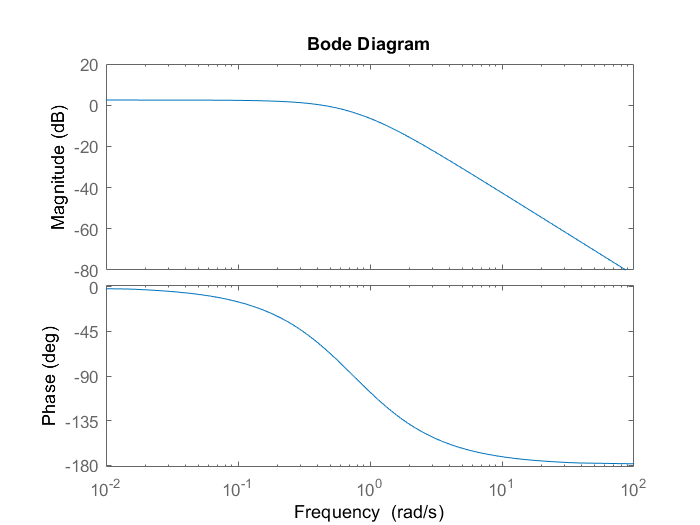 Bode Diagram
Magnitude (dB)
20
0
-20
-40
-60
-80
Phase (deg)
0
-45
-90
-135
-180
10^-2 10^-1 10^0 10^1 10^2
Frequency (rad/s)